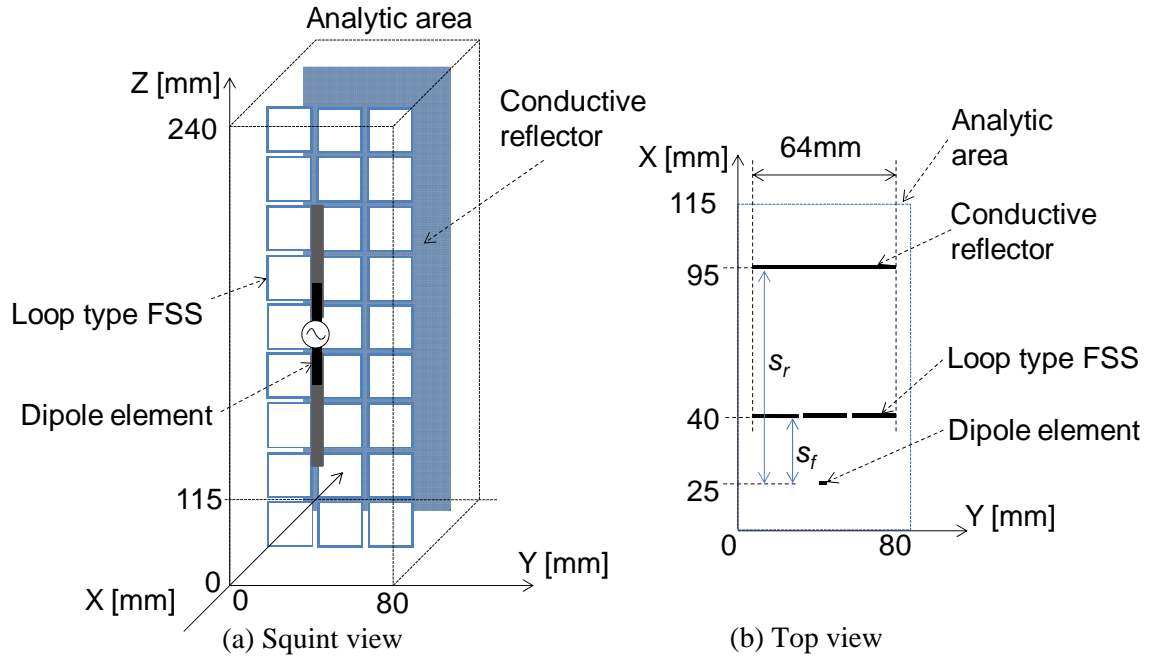 Analytic area
Z [mm]
240
Conductive
reflector
Loop type FSS
Dipole element
115
0
X [mm]
0
80
Y [mm]
(a) Squint view
X [mm]
64mm
Analytic
area
115
Conductive
reflector
95
s_r
Loop type FSS
40
s_f
Dipole element
25
Y [mm]
0
80
(b) Top view